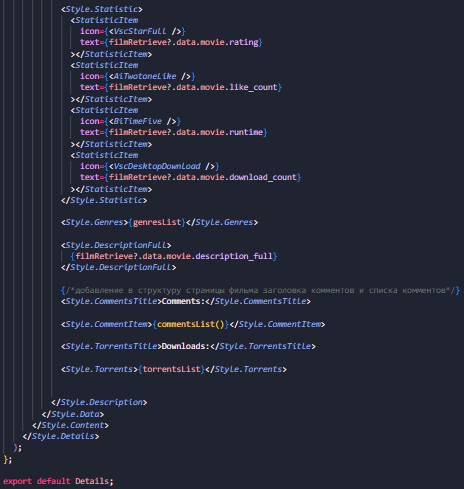 <Style.Statistic>
<StatisticItem
icon={<VscStarFull />}
text={filmRetrieve?.data.movie.rating}
></StatisticItem>
<StatisticItem
icon={<AiTwotoneLike />}
text={filmRetrieve?.data.movie.like_count}
></StatisticItem>
<StatisticItem
icon={<BiTimeFive />}
text={filmRetrieve?.data.movie.runtime}
></StatisticItem>
<StatisticItem
icon={<VscDesktopDownload />}
text={filmRetrieve?.data.movie.download_count}
></StatisticItem>
</Style.Statistic>
<Style.Genres>{genresList}</Style.Genres>
<Style.DescriptionFull>
{filmRetrieve?.data.movie.description_full}
</Style.DescriptionFull>
{/*добавление в структуру страницы фильма заголовка комментов и списка комментов*/}
<Style.CommentsTitle>Comments:</Style.CommentsTitle>
<Style.CommentItem>{commentsList()}</Style.CommentItem>
<Style.TorrentsTitle>Downloads:</Style.TorrentsTitle>
<Style.Torrents>{torrentsList}</Style.Torrents>
</Style.Description>
</Style.Data>
</Style.Content>
</Style.Details>
);
};
export default Details;